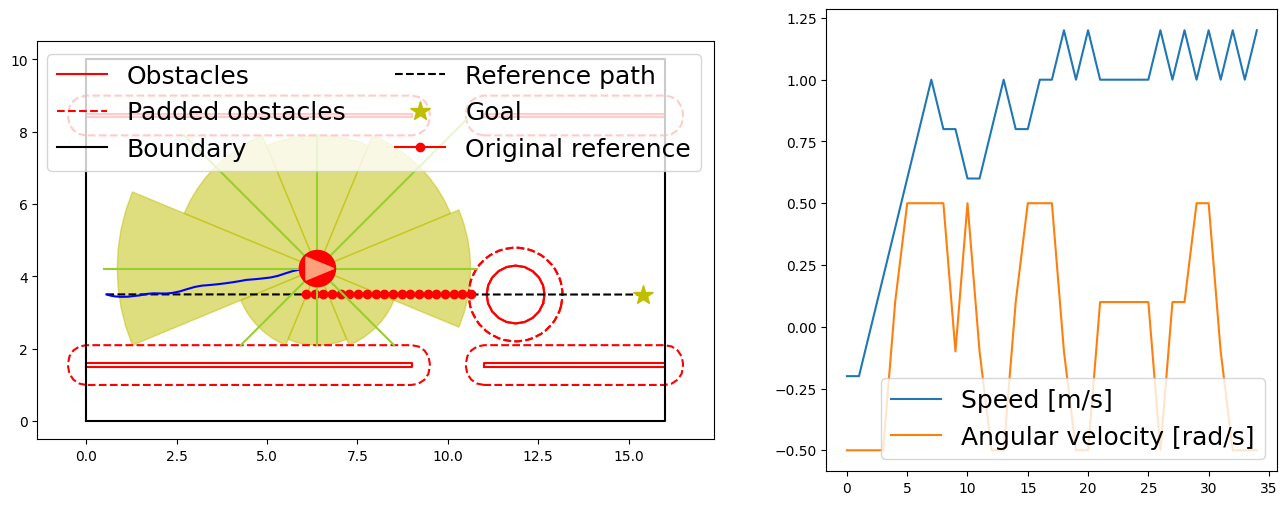 Obstacles
Padded obstacles
Boundary
Reference path
Goal
Original reference
10
8
6
4
2
0
0.0 2.5 5.0 7.5 10.0 12.5 15.0
1.25
1.00
0.75
0.50
0.25
0.00
−0.25
−0.50
Speed [m/s]
Angular velocity [rad/s]
0 5 10 15 20 25 30 35